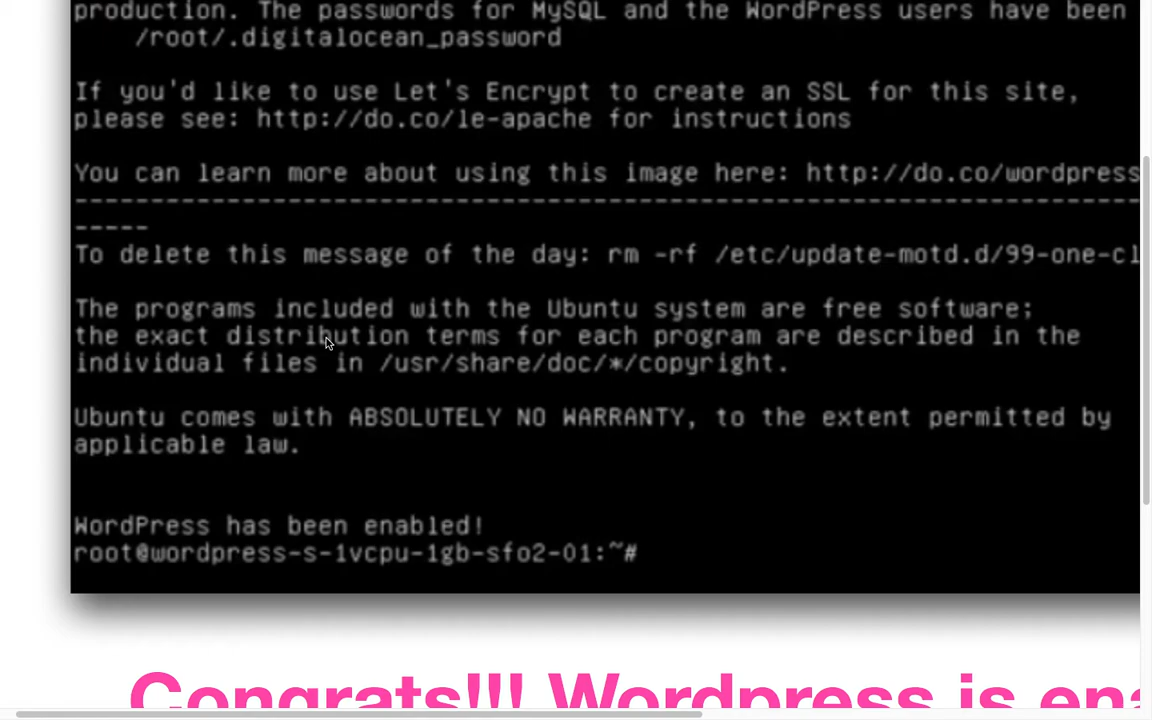 production. The passwords for MySQL and the WordPress users have been
/root/.digitalocean_password
If you'd like to use Let's Encrypt to create an SSL for this site,
please see: http://do.co/le-apache for instructions
You can learn more about using this image here: http://do.co/wordpress
--------------------------------------------------------------------------------
-----
To delete this message of the day: rm -rf /etc/update-motd.d/99-one-cl
The programs included with the Ubuntu system are free software;
the exact distribution terms for each program are described in the
individual files in /usr/share/doc/*/copyright.
Ubuntu comes with ABSOLUTELY NO WARRANTY, to the extent permitted by
applicable law.
WordPress has been enabled!
root@wordpress-s-1vcpu-1gb-sfo2-01:~#
Congrats!!! Wordpress is ena